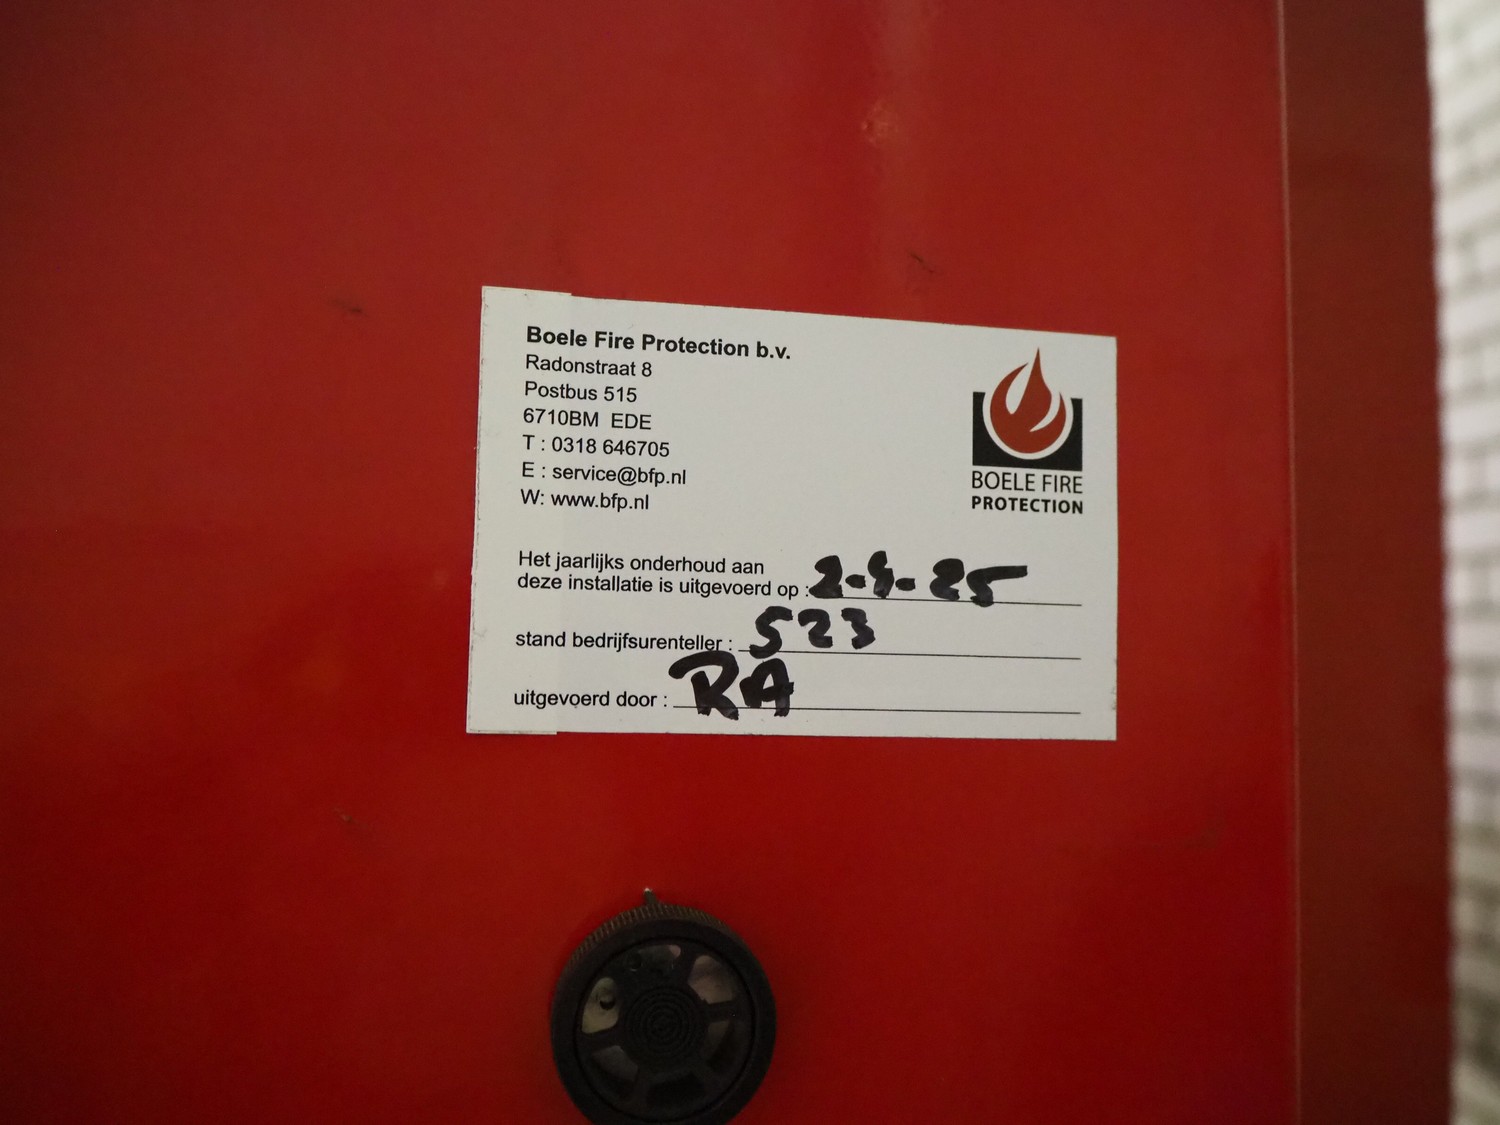 Boele Fire Protection b.v.
Radonstraat 8
Postbus 515
6710BM EDE
T : 0318 646705
E : service@bfp.nl
W: www.bfp.nl
BOELE FIRE
PROTECTION
Het jaarlijks onderhoud aan
deze installatie is uitgevoerd op : 2-4-25
stand bedrijfsurenteller : 523
uitgevoerd door : RA